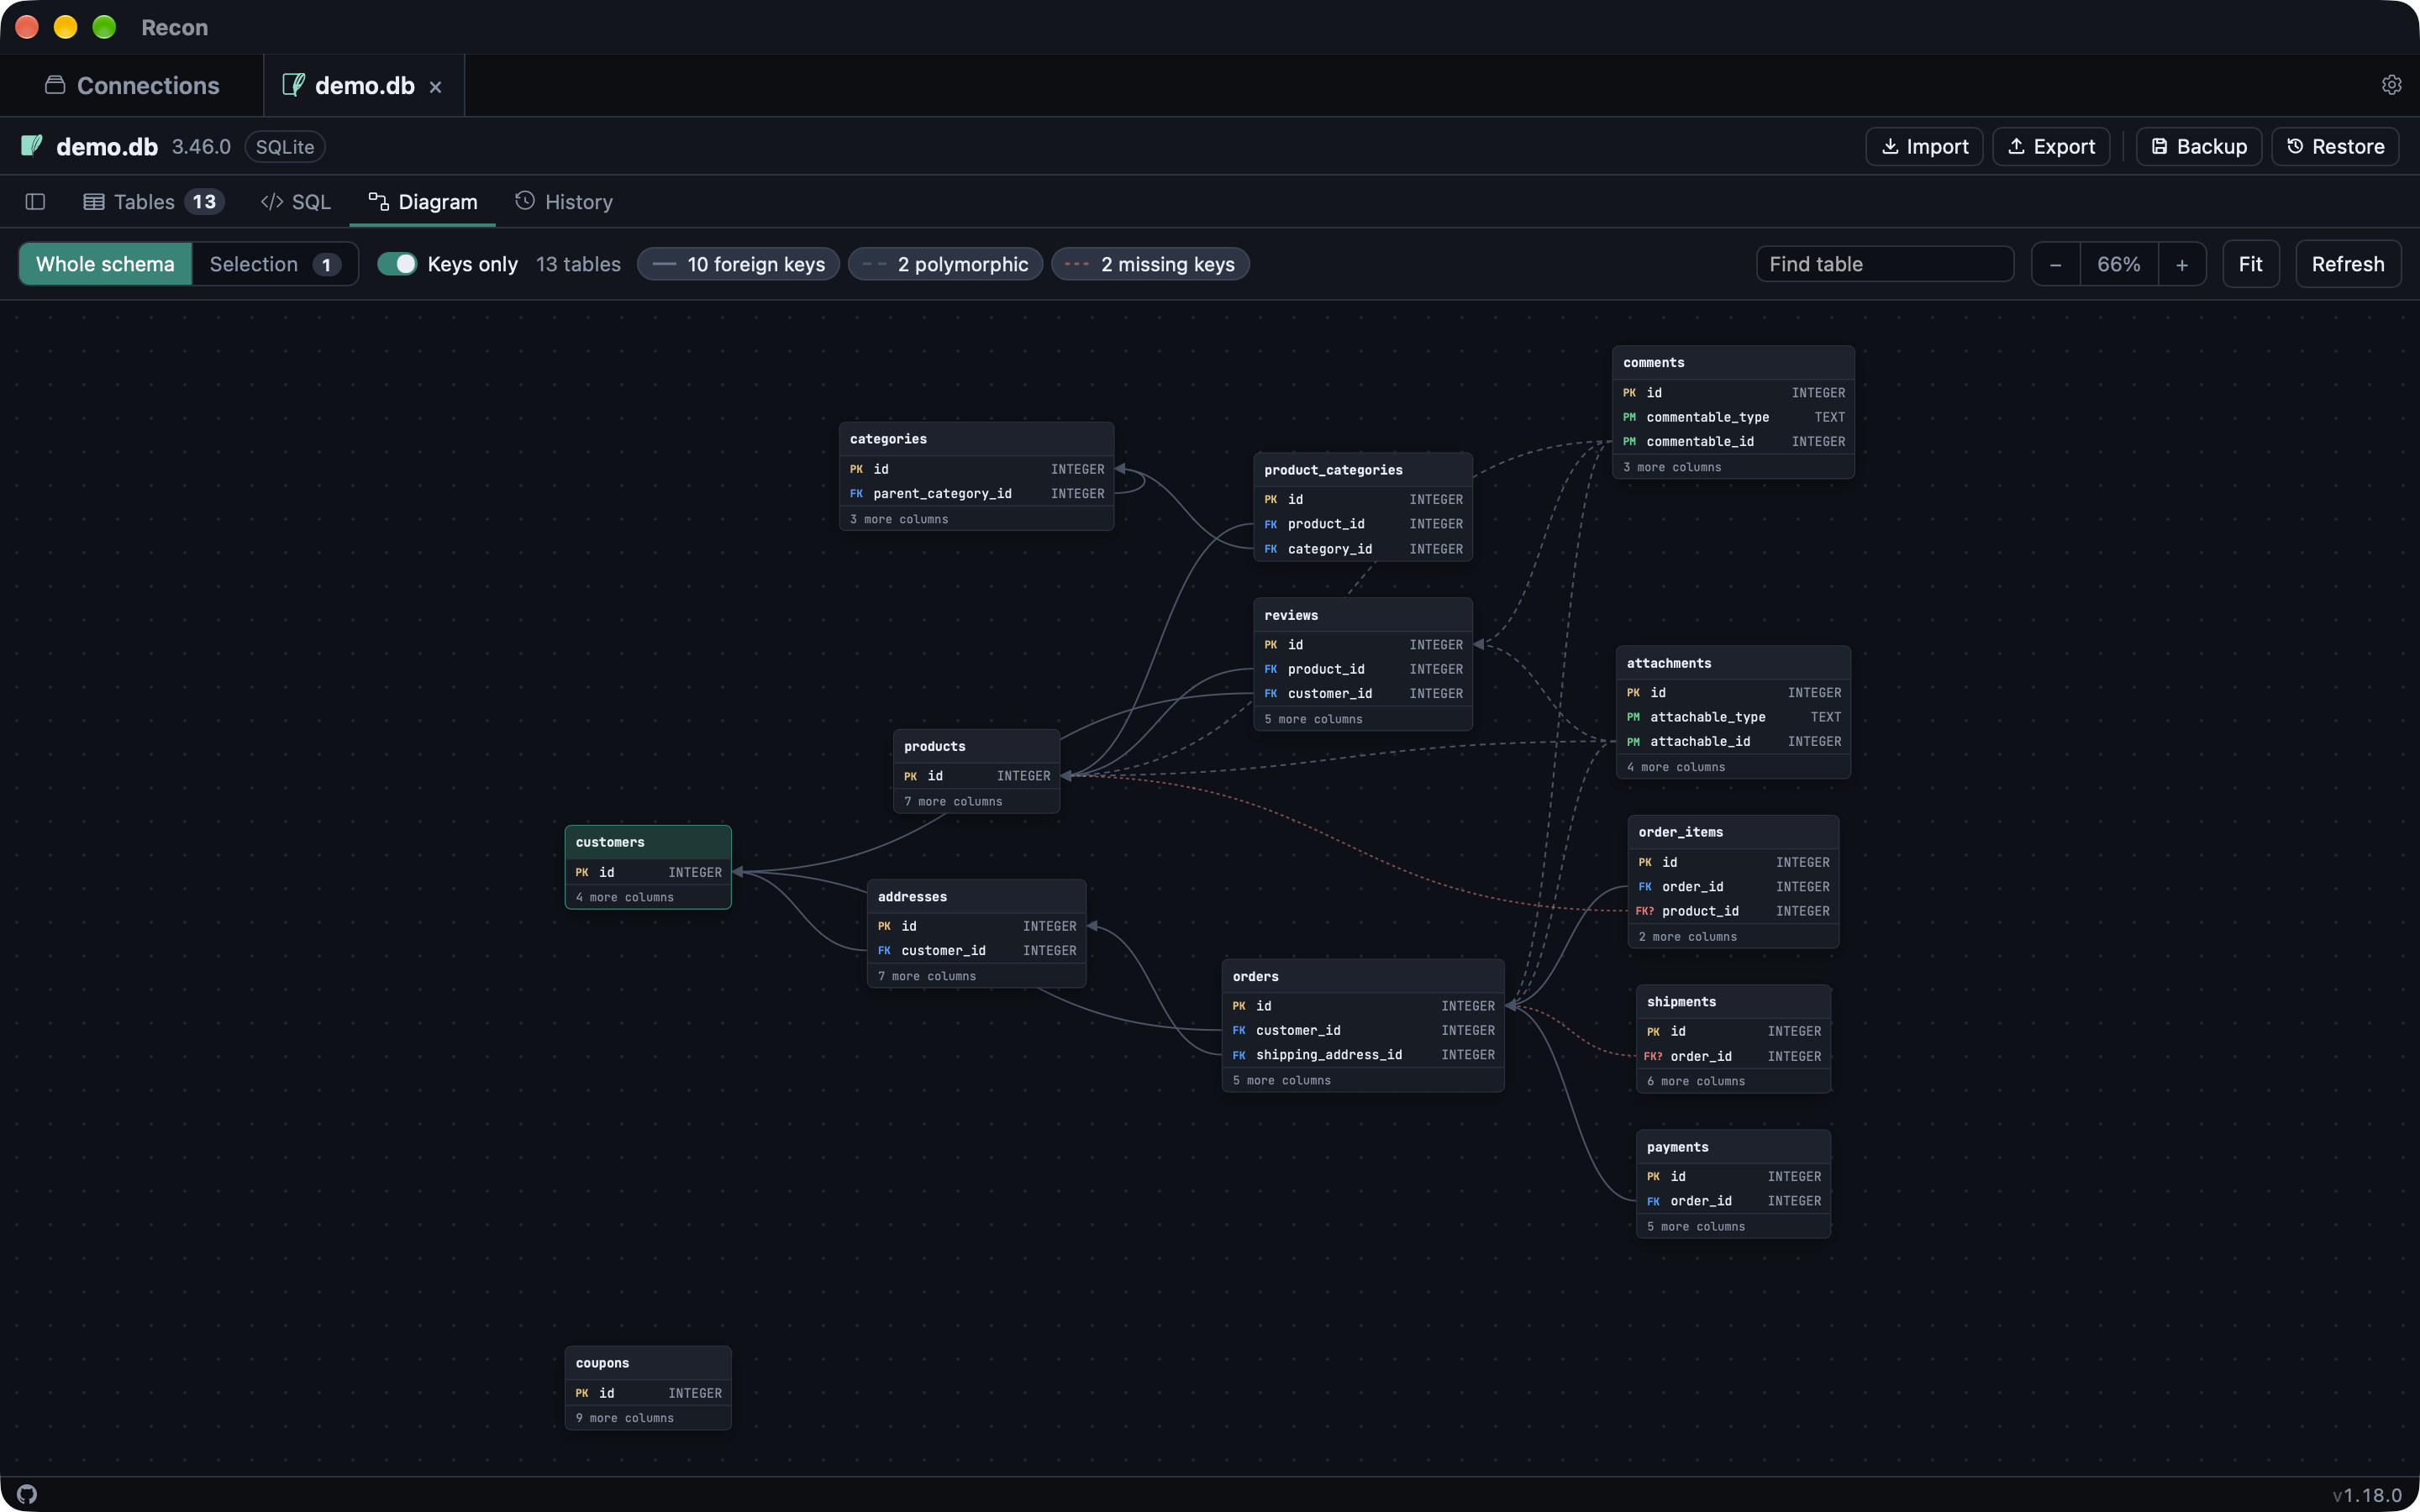 Recon
Connections
demo.db ×
demo.db 3.46.0 SQLite
Import Export Backup Restore
Tables 13 SQL Diagram History
Whole schema Selection 1 Keys only 13 tables 10 foreign keys 2 polymorphic 2 missing keys
Find table − 66% + Fit Refresh
comments
PK id INTEGER
PM commentable_type TEXT
PM commentable_id INTEGER
3 more columns
categories
PK id INTEGER
FK parent_category_id INTEGER
3 more columns
product_categories
PK id INTEGER
FK product_id INTEGER
FK category_id INTEGER
reviews
PK id INTEGER
FK product_id INTEGER
FK customer_id INTEGER
5 more columns
attachments
PK id INTEGER
PM attachable_type TEXT
PM attachable_id INTEGER
4 more columns
products
PK id INTEGER
7 more columns
customers
PK id INTEGER
4 more columns
order_items
PK id INTEGER
FK order_id INTEGER
FK? product_id INTEGER
2 more columns
addresses
PK id INTEGER
FK customer_id INTEGER
7 more columns
orders
PK id INTEGER
FK customer_id INTEGER
FK shipping_address_id INTEGER
5 more columns
shipments
PK id INTEGER
FK? order_id INTEGER
6 more columns
payments
PK id INTEGER
FK order_id INTEGER
5 more columns
coupons
PK id INTEGER
9 more columns
v1.18.0